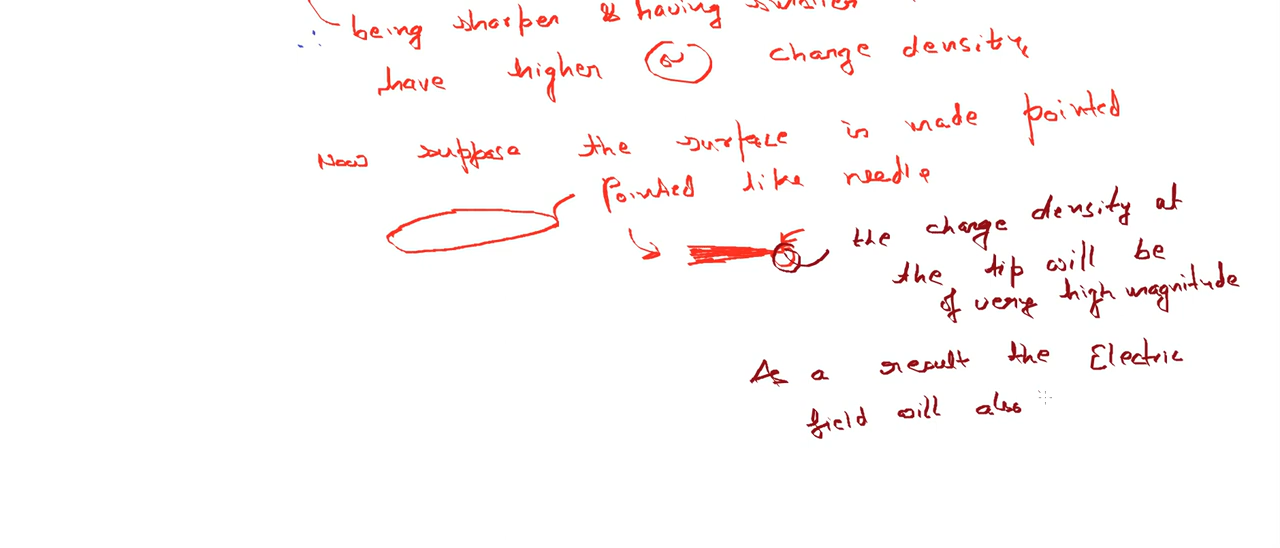 ∴ being sharper & having smaller
have higher σ charge density
Now suppose the surface is made pointed
Pointed like needle
the charge density at
the tip will be
of very high magnitude
As a result the Electric
field will also